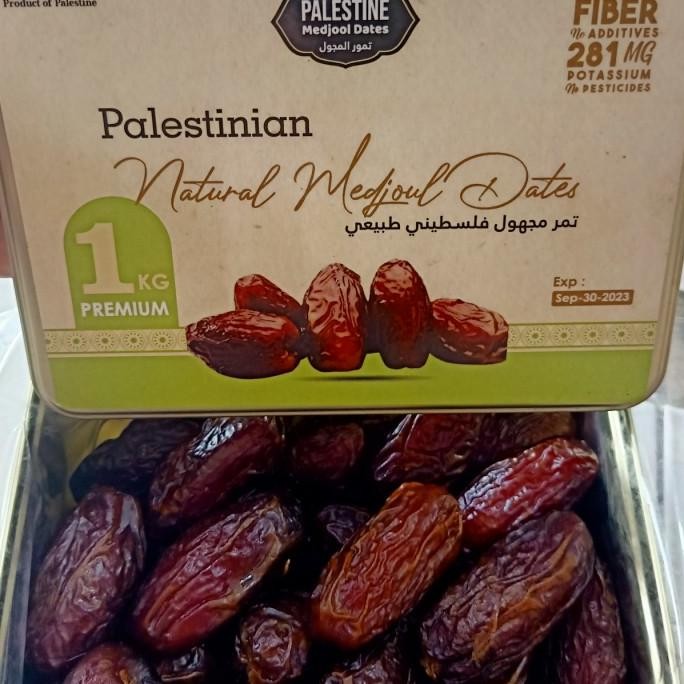 Product of Palestine
PALESTINE
Medjool Dates
تمور المجول
FIBER
No ADDITIVES
281 MG
POTASSIUM
No PESTICIDES
Palestinian
Natural Medjoul Dates
تمر مجهول فلسطيني طبيعي
1 KG
PREMIUM
Exp :
Sep-30-2023